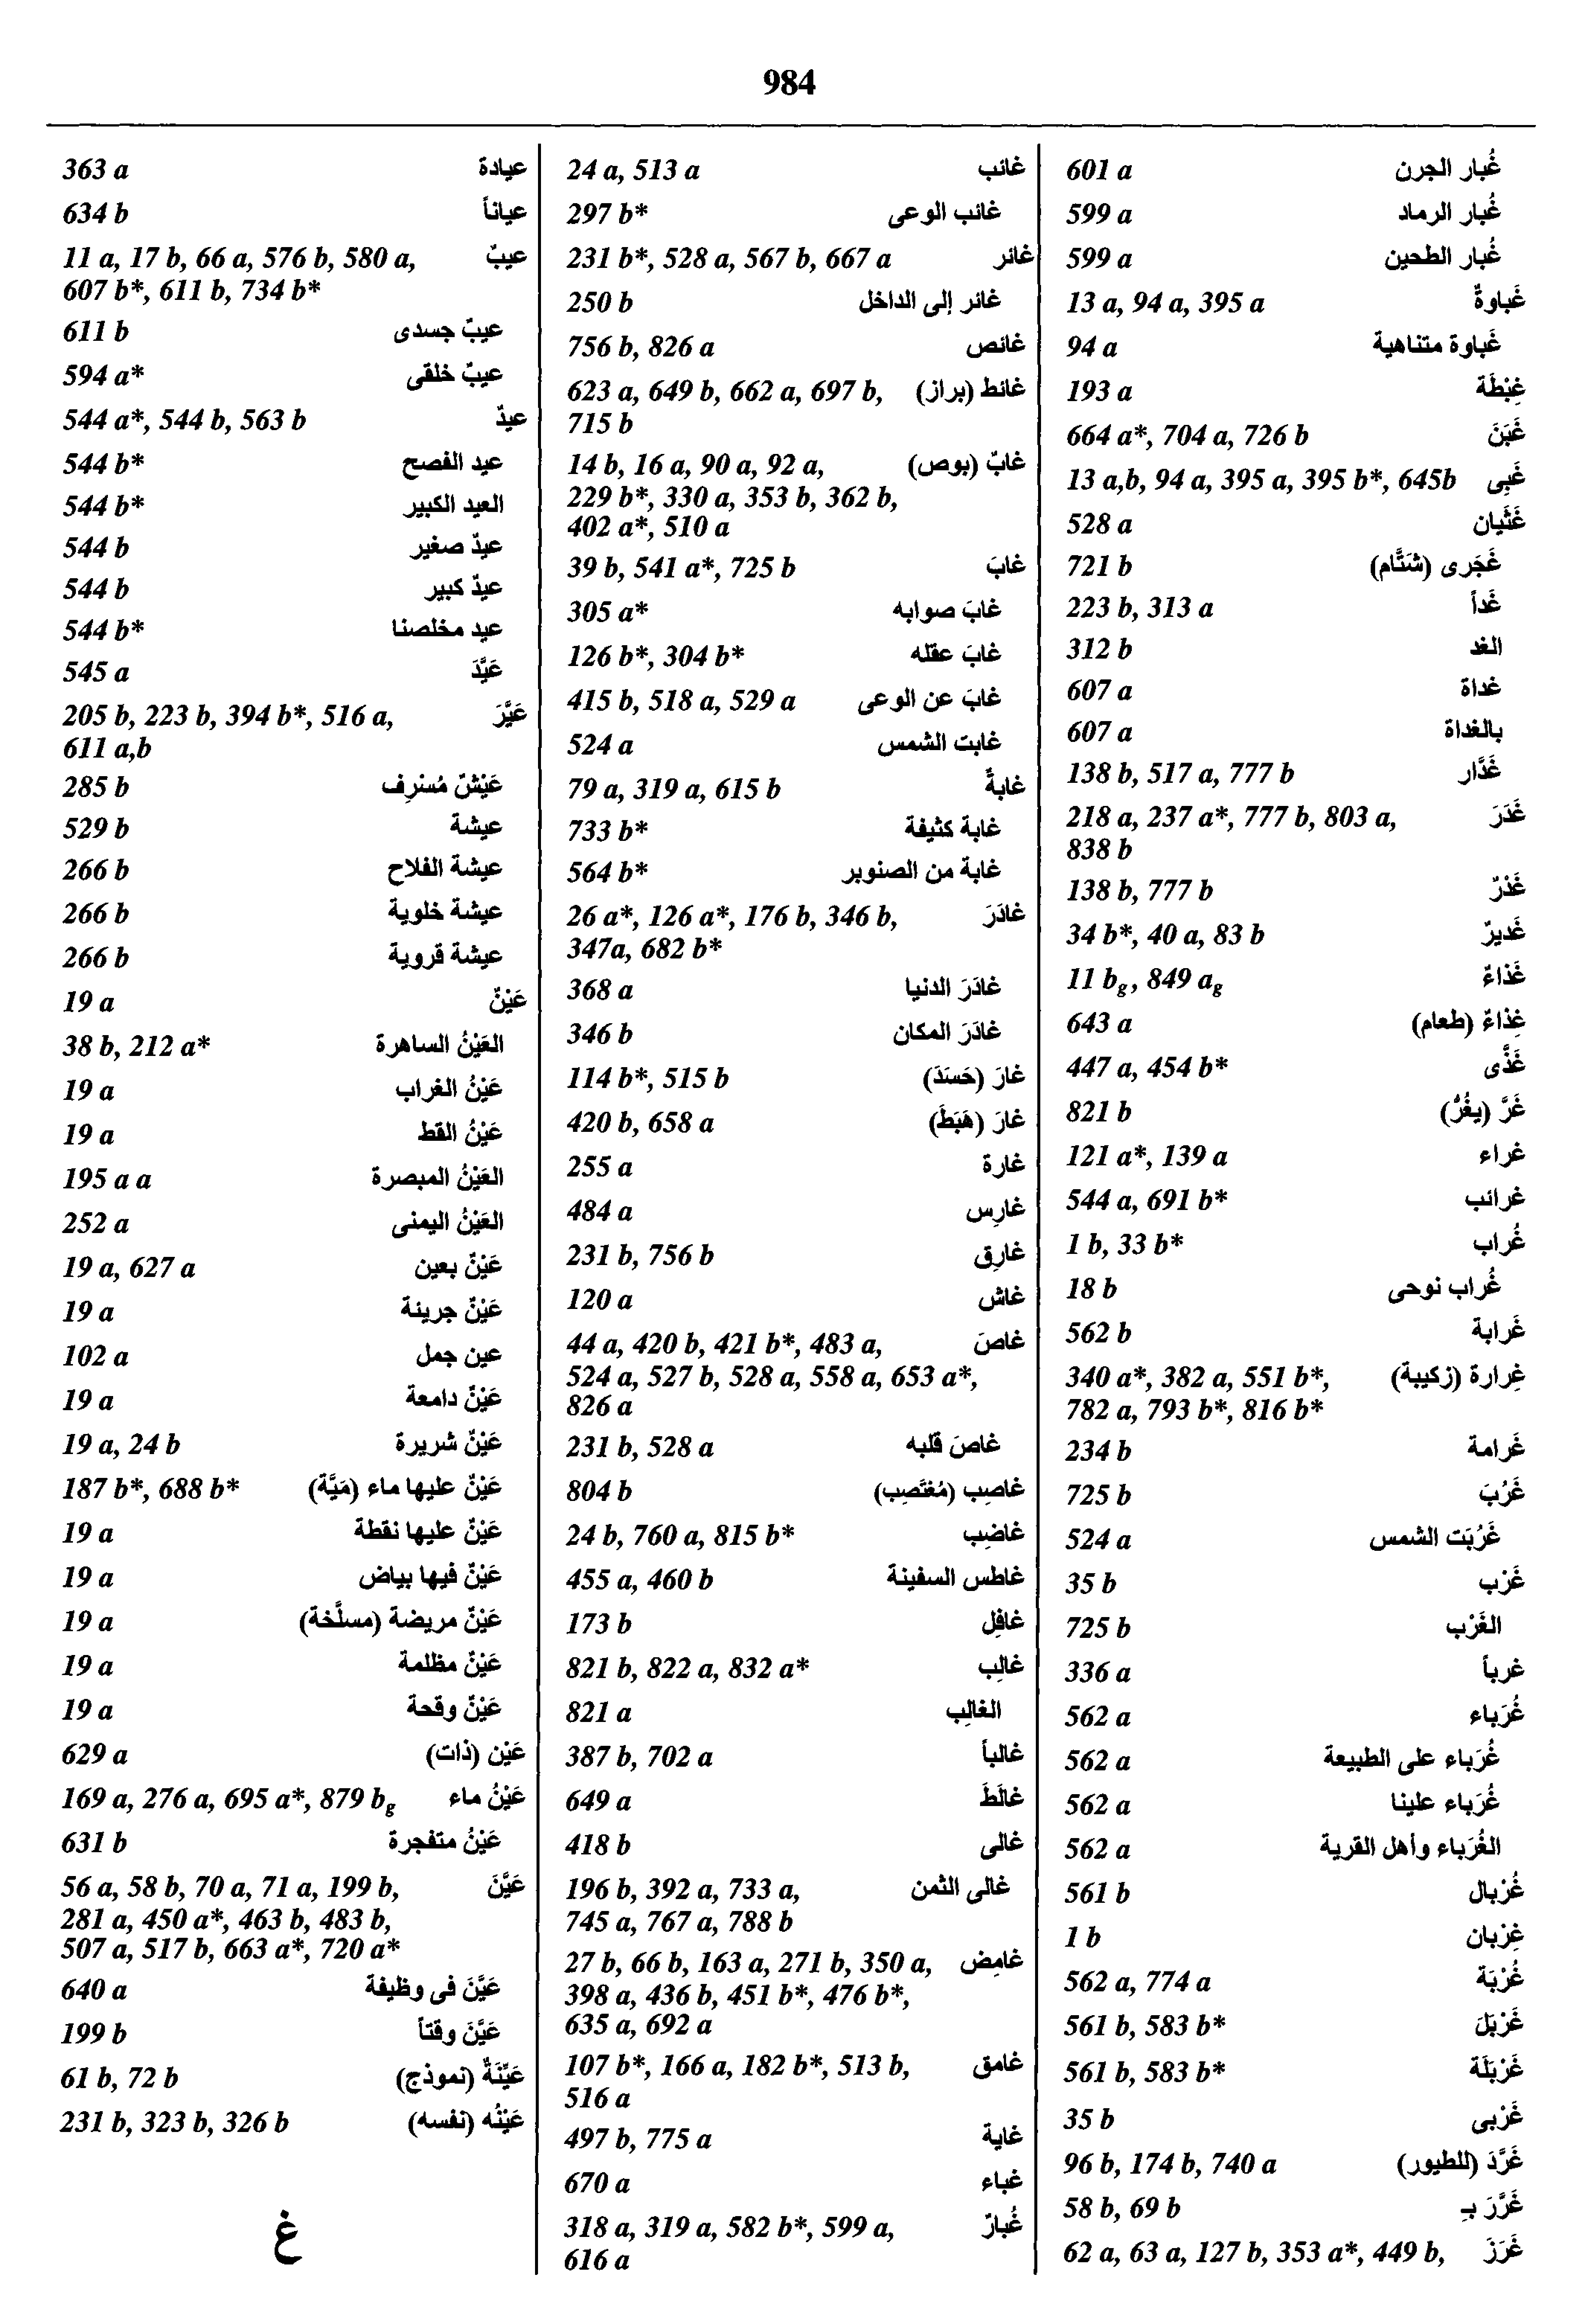 984
363 a عيادة
634 b عياناً
11 a, 17 b, 66 a, 576 b, 580 a, عيبٌ
607 b*, 611 b, 734 b*
611 b عيبٌ جسدى
594 a* عيبٌ خلقى
544 a*, 544 b, 563 b عيدٌ
544 b* عيد الفصح
544 b* العيد الكبير
544 b عيدٌ صغير
544 b عيدٌ كبير
544 b* عيد مخلصنا
545 a عَيَّدَ
205 b, 223 b, 394 b*, 516 a, عَيَّرَ
611 a,b
285 b عَيْشٌ مُسْرِف
529 b عيشة
266 b عيشة الفلاح
266 b عيشة خلوية
266 b عيشة قروية
19 a عَيْنٌ
38 b, 212 a* العَيْنُ الساهرة
19 a عَيْنُ الغراب
19 a عَيْنُ القط
195 a a العَيْنُ المبصرة
252 a العَيْنُ اليمنى
19 a, 627 a عَيْنٌ بعين
19 a عَيْنٌ جريئة
102 a عين جمل
19 a عَيْنٌ دامعة
19 a, 24 b عَيْنٌ شريرة
187 b*, 688 b* عَيْنٌ عليها ماء (مَيَّة)
19 a عَيْنٌ عليها نقطة
19 a عَيْنٌ فيها بياض
19 a عَيْنٌ مريضة (مسلَّخة)
19 a عَيْنٌ مظلمة
19 a عَيْنٌ وقحة
629 a عَيْن (ذات)
169 a, 276 a, 695 a*, 879 bg عَيْنُ ماء
631 b عَيْنُ متفجرة
56 a, 58 b, 70 a, 71 a, 199 b, عَيَّنَ
281 a, 450 a*, 463 b, 483 b,
507 a, 517 b, 663 a*, 720 a*
640 a عَيَّنَ فى وظيفة
199 b عَيَّنَ وقتاً
61 b, 72 b عَيِّنَةٌ (نموذج)
231 b, 323 b, 326 b عَيْنُه (نفسه)
غ
24 a, 513 a غائب
297 b* غائب الوعى
231 b*, 528 a, 567 b, 667 a غائر
250 b غائر إلى الداخل
756 b, 826 a غائص
623 a, 649 b, 662 a, 697 b, غائط (براز)
715 b
14 b, 16 a, 90 a, 92 a, غابٌ (بوص)
229 b*, 330 a, 353 b, 362 b,
402 a*, 510 a
39 b, 541 a*, 725 b غابَ
305 a* غابَ صوابه
126 b*, 304 b* غابَ عقله
415 b, 518 a, 529 a غابَ عن الوعى
524 a غابت الشمس
79 a, 319 a, 615 b غابةٌ
733 b* غابة كثيفة
564 b* غابة من الصنوبر
26 a*, 126 a*, 176 b, 346 b, غادَرَ
347a, 682 b*
368 a غادَرَ الدنيا
346 b غادَرَ المكان
114 b*, 515 b غارَ (حَسَدَ)
420 b, 658 a غارَ (هَبَطَ)
255 a غارة
484 a غارِس
231 b, 756 b غارِق
120 a غاش
44 a, 420 b, 421 b*, 483 a, غاصَ
524 a, 527 b, 528 a, 558 a, 653 a*,
826 a
231 b, 528 a غاصَ قلبه
804 b غاصِب (مُغْتَصِب)
24 b, 760 a, 815 b* غاضِب
455 a, 460 b غاطس السفينة
173 b غافِل
821 b, 822 a, 832 a* غالِب
821 a الغالِب
387 b, 702 a غالباً
649 a غالَطَ
418 b غالى
196 b, 392 a, 733 a, غالى الثمن
745 a, 767 a, 788 b
27 b, 66 b, 163 a, 271 b, 350 a, غامِض
398 a, 436 b, 451 b*, 476 b*,
635 a, 692 a
107 b*, 166 a, 182 b*, 513 b, غامق
516 a
497 b, 775 a غاية
670 a غباء
318 a, 319 a, 582 b*, 599 a, غُبارٌ
616 a
601 a غُبار الجرن
599 a غُبار الرماد
599 a غُبار الطحين
13 a, 94 a, 395 a غَباوةٌ
94 a غَباوة متناهية
193 a غِبْطَة
664 a*, 704 a, 726 b غَبَنَ
13 a,b, 94 a, 395 a, 395 b*, 645b غَبِى
528 a غَثَيان
721 b غَجَرى (شَتَّام)
223 b, 313 a غَداً
312 b الغد
607 a غداة
607 a بالغداة
138 b, 517 a, 777 b غَدَّار
218 a, 237 a*, 777 b, 803 a, غَدَرَ
838 b
138 b, 777 b غَدْرٌ
34 b*, 40 a, 83 b غَديرٌ
11 bg, 849 ag غَذاءٌ
643 a غِذاءٌ (طعام)
447 a, 454 b* غَذَّى
821 b غَرَّ (يغُرُّ)
121 a*, 139 a غراء
544 a, 691 b* غرائب
1 b, 33 b* غُراب
18 b غُراب نوحى
562 b غَرابة
340 a*, 382 a, 551 b*, غِرارة (زكيبة)
782 a, 793 b*, 816 b*
234 b غَرامة
725 b غَرُبَ
524 a غَرُبَت الشمس
35 b غَرْب
725 b الغَرْب
336 a غرباً
562 a غُرَباء
562 a غُرَباء على الطبيعة
562 a غُرَباء علينا
562 a الغُرَباء وأهل القرية
561 b غُرْبال
1 b غِرْبان
562 a, 774 a غُرْبَة
561 b, 583 b* غَرْبَلَ
561 b, 583 b* غَرْبَلَة
35 b غَرْبى
96 b, 174 b, 740 a غَرَّدَ (للطيور)
58 b, 69 b غَرَّرَ بـِ
62 a, 63 a, 127 b, 353 a*, 449 b, غَرَزَ